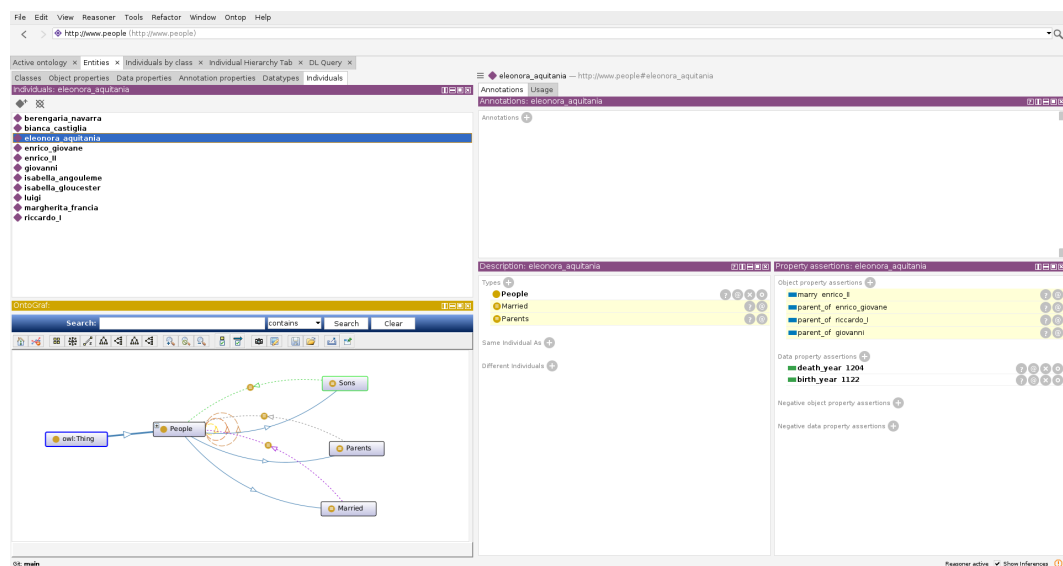 File Edit View Reasoner Tools Refactor Window Ontop Help
http://www.people (http://www.people)
Active ontology × Entities × Individuals by class × Individual Hierarchy Tab × DL Query ×
Classes Object properties Data properties Annotation properties Datatypes Individuals
Individuals: eleonora_aquitania
berengaria_navarra
bianca_castiglia
eleonora_aquitania
enrico_giovane
enrico_II
giovanni
isabella_angouleme
isabella_gloucester
luigi
margherita_francia
riccardo_I
OntoGraf:
Search: contains Search Clear
Sons
People
owl:Thing
Parents
Married
eleonora_aquitania — http://www.people#eleonora_aquitania
Annotations Usage
Annotations: eleonora_aquitania
Annotations
Description: eleonora_aquitania
Types
People
Married
Parents
Same Individual As
Different Individuals
Property assertions: eleonora_aquitania
Object property assertions
marry enrico_II
parent_of enrico_giovane
parent_of riccardo_I
parent_of giovanni
Data property assertions
death_year 1204
birth_year 1122
Negative object property assertions
Negative data property assertions
Git: main
Reasoner active Show Inferences